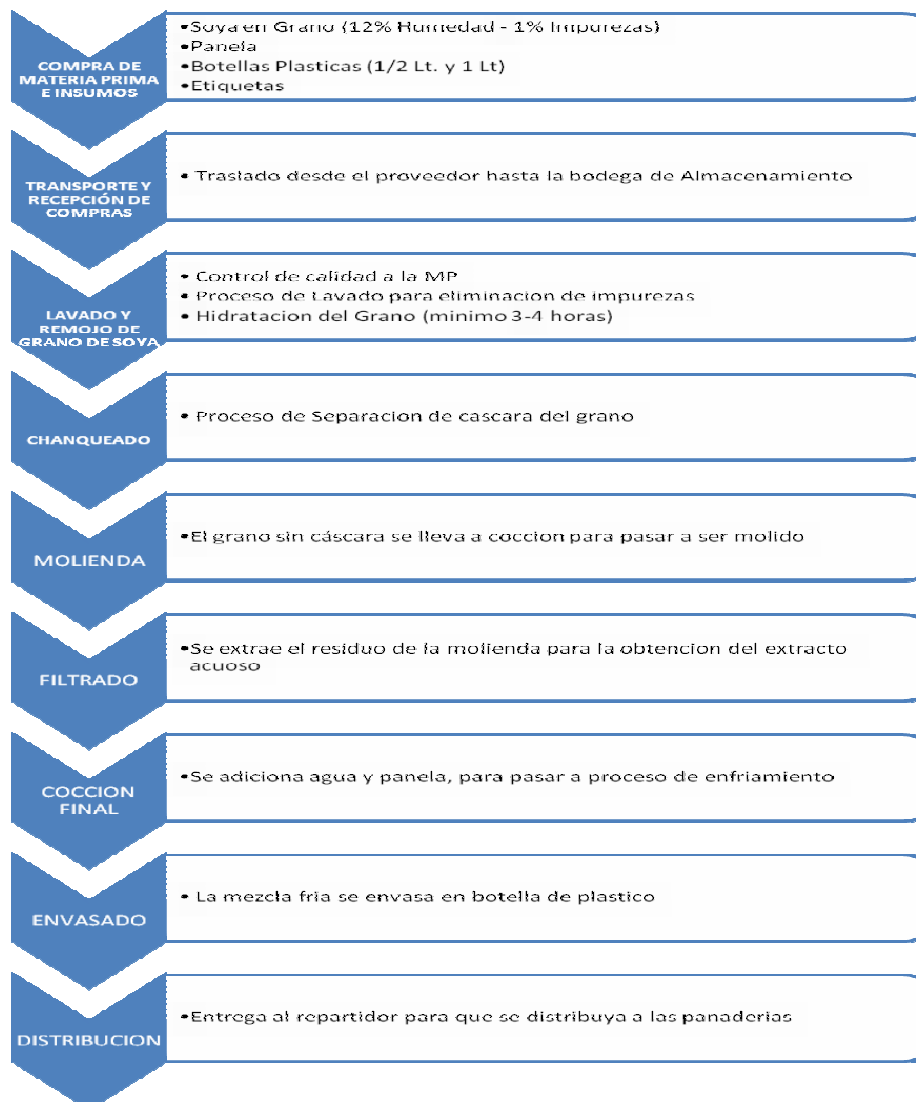 COMPRA DE
MATERIA PRIMA
E INSUMOS
•Soya en Grano (12% Humedad - 1% Impurezas)
•Panela
•Botellas Plasticas (1/2 Lt. y 1 Lt)
•Etiquetas
TRANSPORTE Y
RECEPCIÓN DE
COMPRAS
• Traslado desde el proveedor hasta la bodega de Almacenamiento
LAVADO Y
REMOJO DE
GRANO DE SOYA
• Control de calidad a la MP
• Proceso de Lavado para eliminacion de impurezas
• Hidratacion del Grano (minimo 3-4 horas)
CHANQUEADO
• Proceso de Separacion de cascara del grano
MOLIENDA
•El grano sin cáscara se lleva a coccion para pasar a ser molido
FILTRADO
•Se extrae el residuo de la molienda para la obtencion del extracto
acuoso
COCCION
FINAL
•Se adiciona agua y panela, para pasar a proceso de enfriamiento
ENVASADO
• La mezcla fria se envasa en botella de plastico
DISTRIBUCION
•Entrega al repartidor para que se distribuya a las panaderias